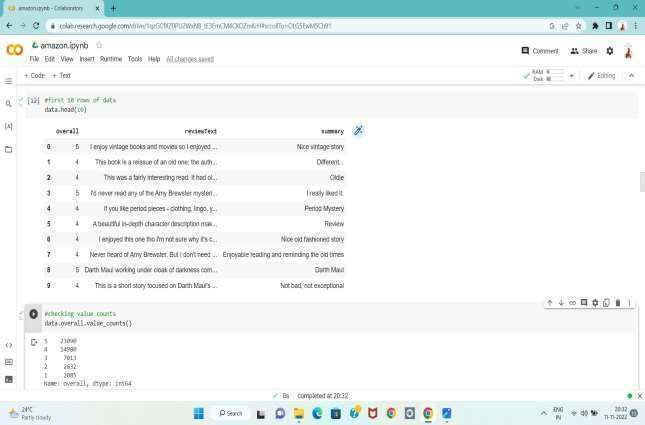 amazon.ipynb - Colaboratory
amazon.ipynb
File Edit View Insert Runtime Tools Help All changes saved
Comment Share
+ Code + Text
RAM
Disk
Editing
[12] #first 10 rows of data
data.head(10)
overall reviewText summary
0 5 I enjoy vintage books and movies so I enjoyed ... Nice vintage story
1 4 This book is a reissue of an old one; the auth... Different...
2 4 This was a fairly interesting read. It had ol... Oldie
3 5 I'd never read any of the Amy Brewster mysteri... I really liked it.
4 4 If you like period pieces - clothing, lingo, y... Period Mystery
5 4 A beautiful in-depth character description mak... Review
6 4 I enjoyed this one tho I'm not sure why it's c... Nice old fashioned story
7 4 Never heard of Amy Brewster. But I don't need ... Enjoyable reading and reminding the old times
8 5 Darth Maul working under cloak of darkness com... Darth Maul
9 4 This is a short story focused on Darth Maul's ... Not bad, not exceptional
#checking value counts
data.overall.value_counts()
5
4
3 7013
2
1
Name: overall, dtype: int64
0s completed at 20:32
24°C
Partly cloudy
Search
ENG
IN
20:32
11-11-2022